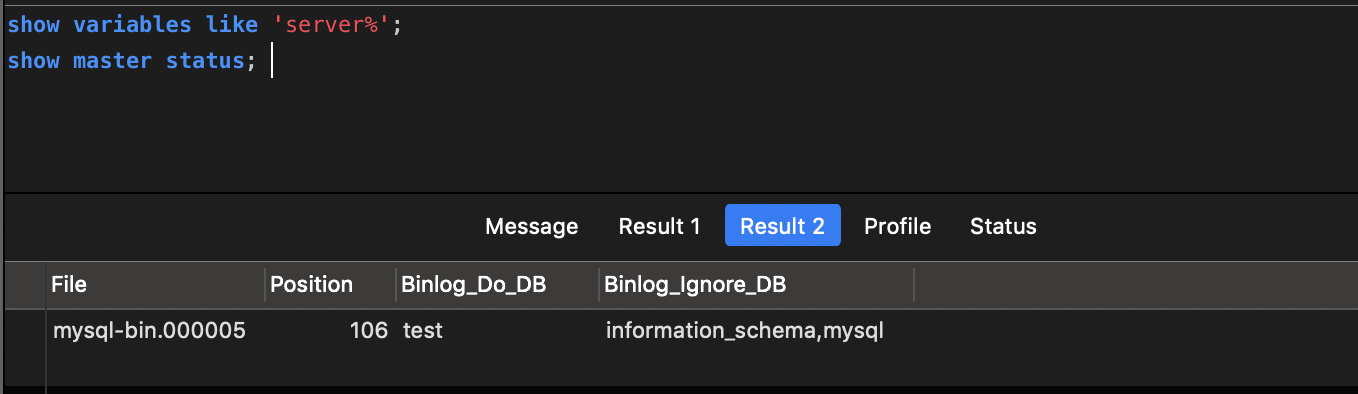 show variables like 'server%';
show master status;
Message Result 1 Result 2 Profile Status
File Position Binlog_Do_DB Binlog_Ignore_DB
mysql-bin.000005 106 test information_schema,mysql